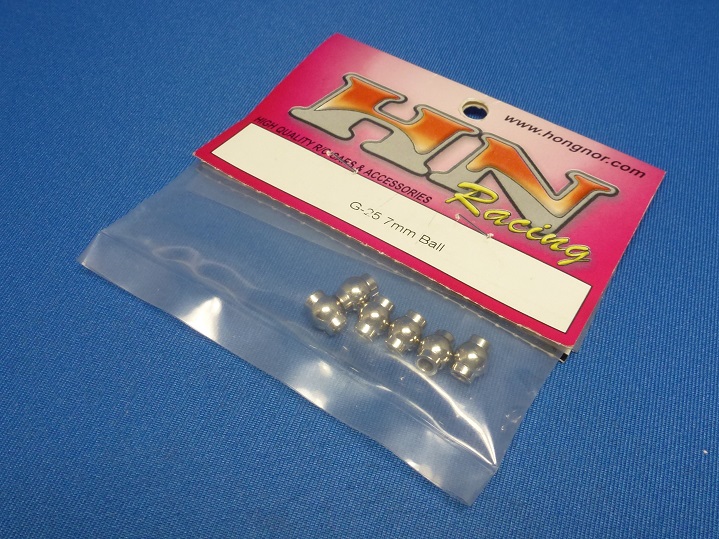 www.hongnor.com
HN
Racing
HIGH QUALITY R/C CARS & ACCESSORIES
G-25 7mm Ball